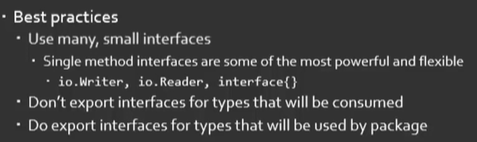 • Best practices
• Use many, small interfaces
• Single method interfaces are some of the most powerful and flexible
• io.Writer, io.Reader, interface{}
• Don't export interfaces for types that will be consumed
• Do export interfaces for types that will be used by package